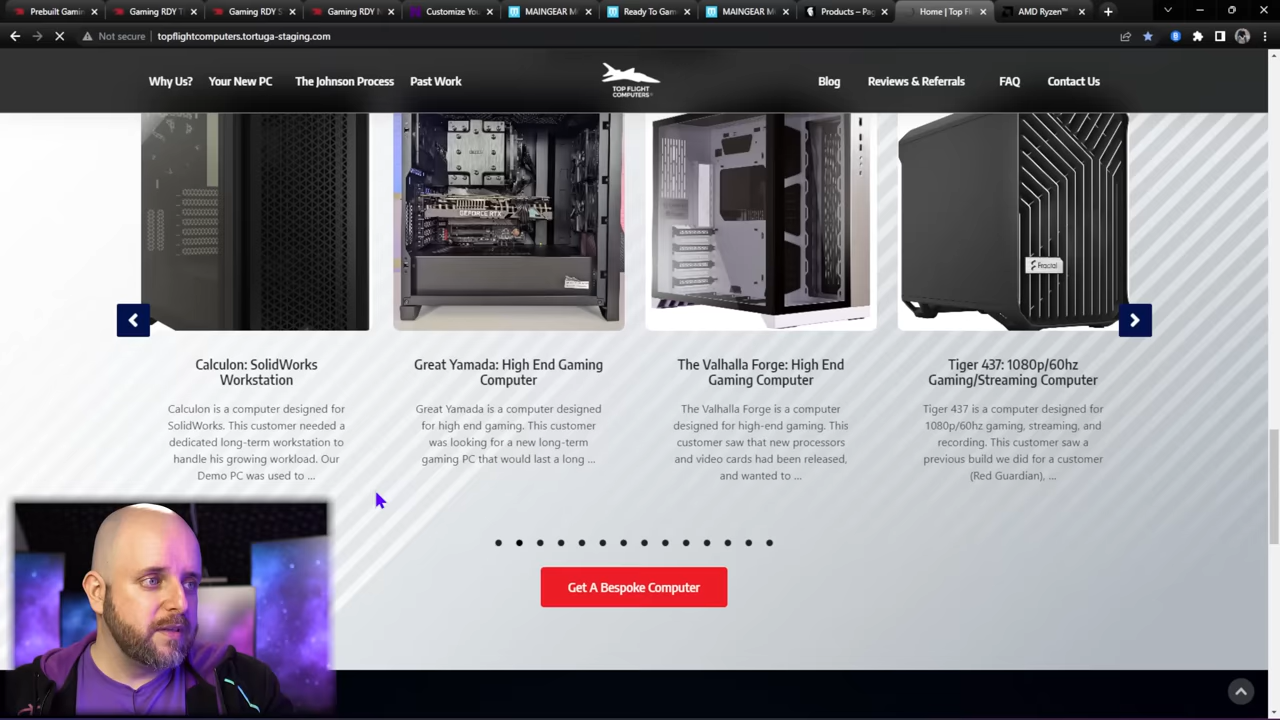 Prebuilt Gamin
Gaming RDY T
Gaming RDY S
Gaming RDY M
Customize You
MAINGEAR M
Ready To Gam
MAINGEAR M
Products – Pag
Home | Top Fli
AMD Ryzen™
Not secure
topflightcomputers.tortuga-staging.com
Why Us?
Your New PC
The Johnson Process
Past Work
TOP FLIGHT
COMPUTERS
Blog
Reviews & Referrals
FAQ
Contact Us
GEFORCE RTX
Fractal
Calculon: SolidWorks
Workstation
Calculon is a computer designed for
SolidWorks. This customer needed a
dedicated long-term workstation to
handle his growing workload. Our
Demo PC was used to ...
Great Yamada: High End Gaming
Computer
Great Yamada is a computer designed
for high end gaming. This customer
was looking for a new long-term
gaming PC that would last a long ...
The Valhalla Forge: High End
Gaming Computer
The Valhalla Forge is a computer
designed for high-end gaming. This
customer saw that new processors
and video cards had been released,
and wanted to ...
Tiger 437: 1080p/60hz
Gaming/Streaming Computer
Tiger 437 is a computer designed for
1080p/60hz gaming, streaming, and
recording. This customer saw a
previous build we did for a customer
(Red Guardian), ...
Get A Bespoke Computer